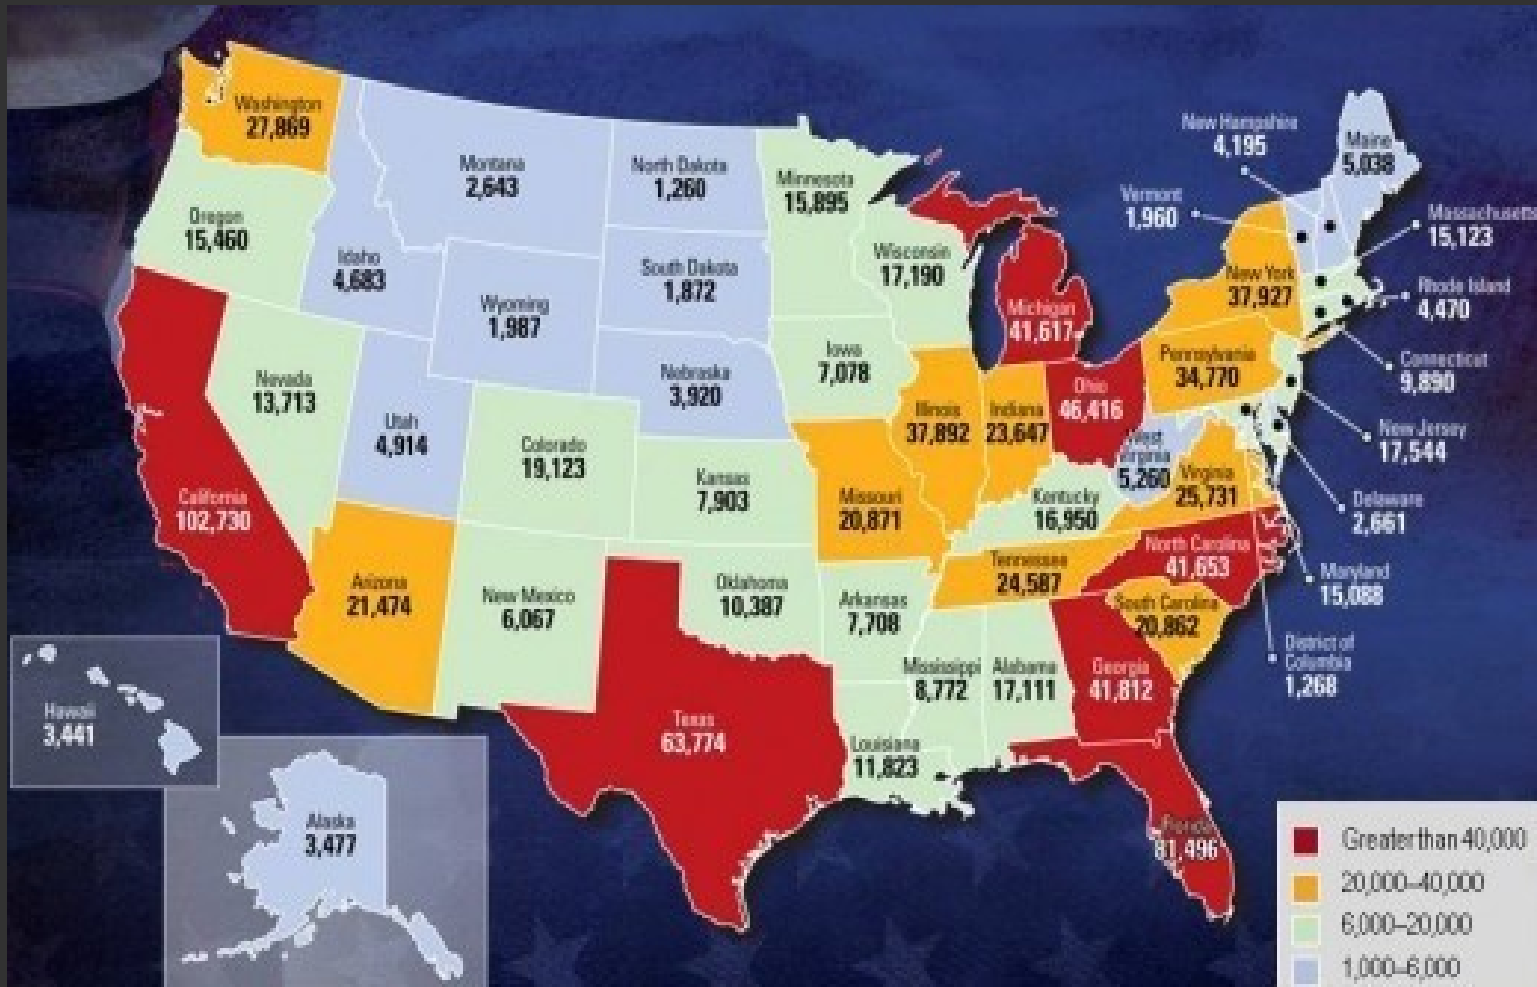 Washington
27,869
Montana
2,643
North Dakota
1,260
Minnesota
15,895
New Hampshire
4,195
Maine
5,038
Vermont
1,960
Massachusetts
15,123
Oregon
15,460
Idaho
4,683
Wyoming
1,987
South Dakota
1,872
Wisconsin
17,190
Michigan
41,617
New York
37,927
Rhode Island
4,470
Nevada
13,713
Utah
4,914
Colorado
19,123
Nebraska
3,920
Iowa
7,078
Illinois
37,892
Indiana
23,647
Ohio
46,416
Pennsylvania
34,770
Connecticut
9,890
New Jersey
17,544
California
102,730
Kansas
7,903
Missouri
20,871
Kentucky
16,950
West
Virginia
5,260
Virginia
25,731
Delaware
2,661
Arizona
21,474
New Mexico
6,067
Oklahoma
10,387
Arkansas
7,708
Tennessee
24,587
North Carolina
41,653
Maryland
15,088
South Carolina
20,862
District of
Columbia
1,268
Texas
63,774
Louisiana
11,823
Mississippi
8,772
Alabama
17,111
Georgia
41,812
Florida
81,496
Hawaii
3,441
Alaska
3,477
Greater than 40,000
20,000–40,000
6,000–20,000
1,000–6,000